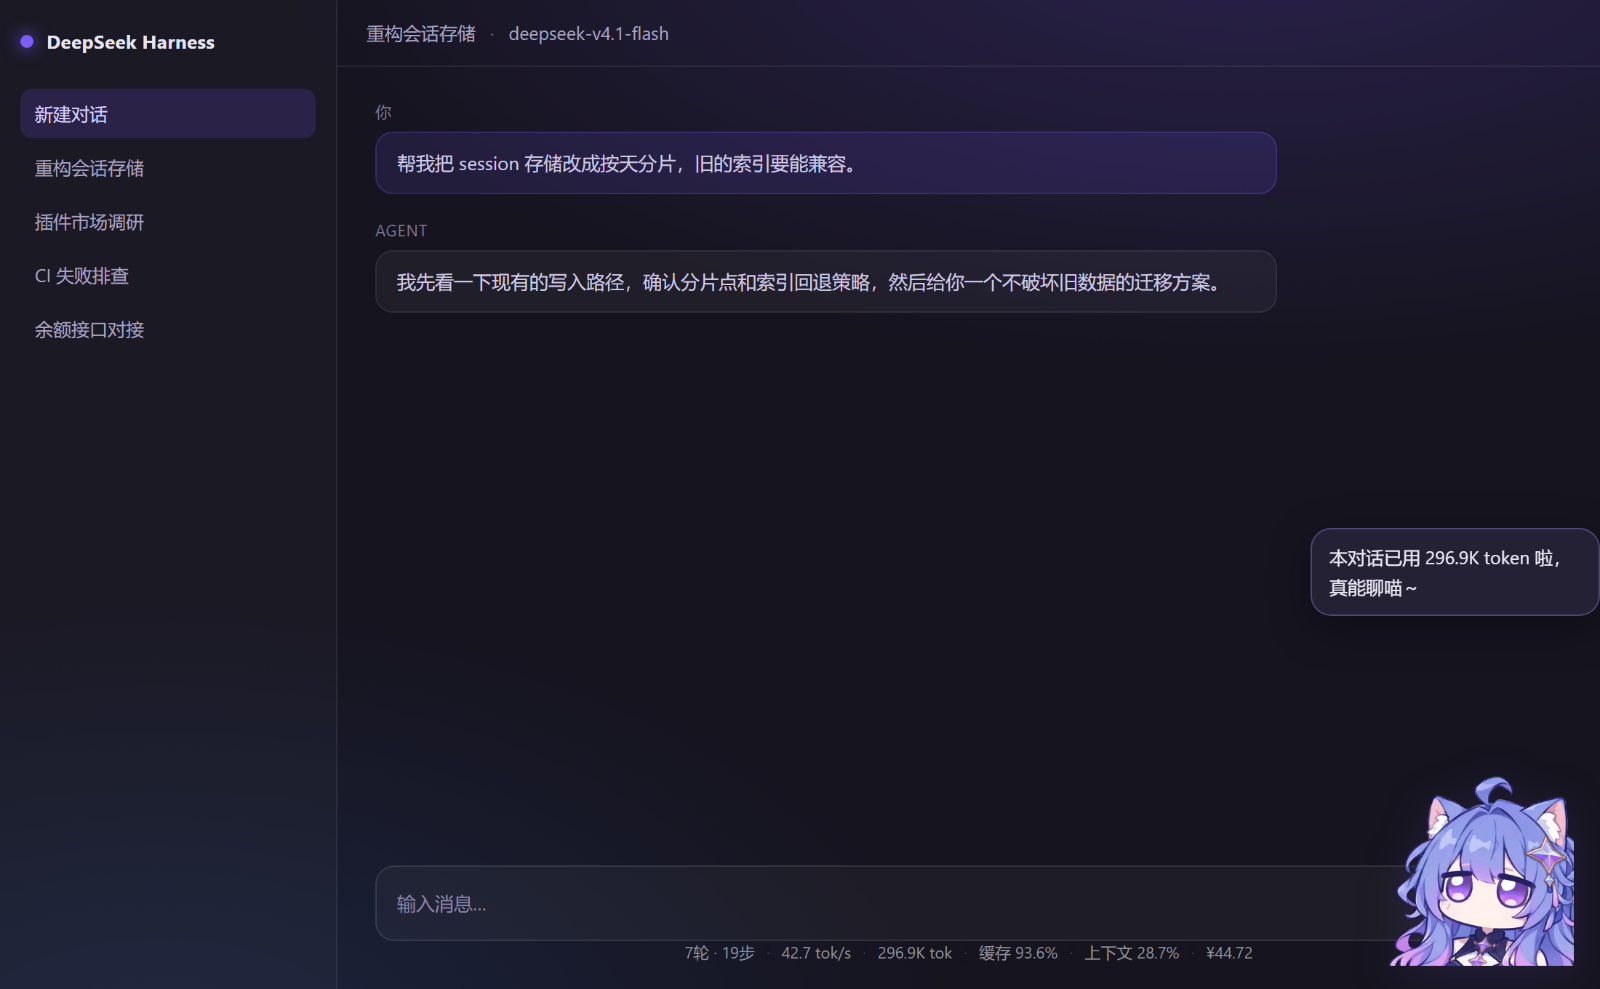 DeepSeek Harness
新建对话
重构会话存储
插件市场调研
CI 失败排查
余额接口对接
重构会话存储 · deepseek-v4.1-flash
你
帮我把 session 存储改成按天分片，旧的索引要能兼容。
AGENT
我先看一下现有的写入路径，确认分片点和索引回退策略，然后给你一个不破坏旧数据的迁移方案。
本对话已用 296.9K token 啦，
真能聊喵～
输入消息...
7轮 · 19步 · 42.7 tok/s · 296.9K tok · 缓存 93.6% · 上下文 28.7% · ¥44.72